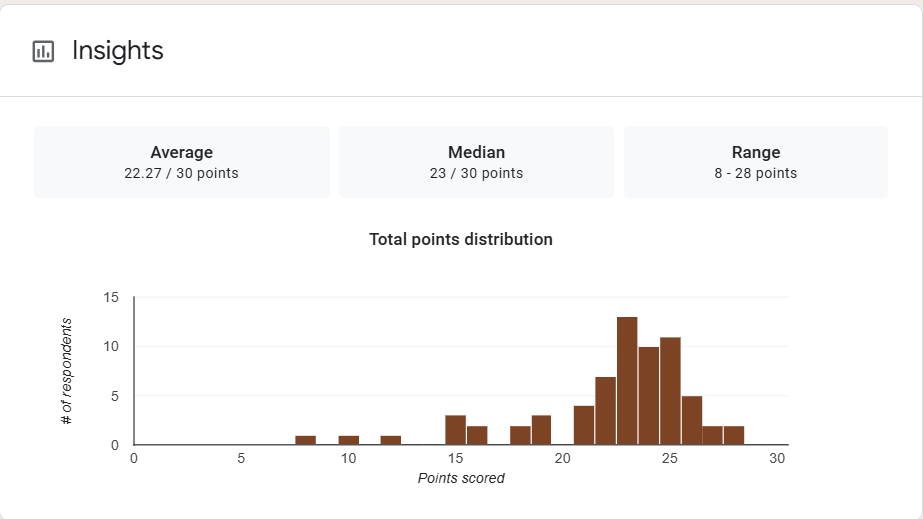 Insights
Average
22.27 / 30 points
Median
23 / 30 points
Range
8 - 28 points
Total points distribution
# of respondents
15
10
5
0
0 5 10 15 20 25 30
Points scored